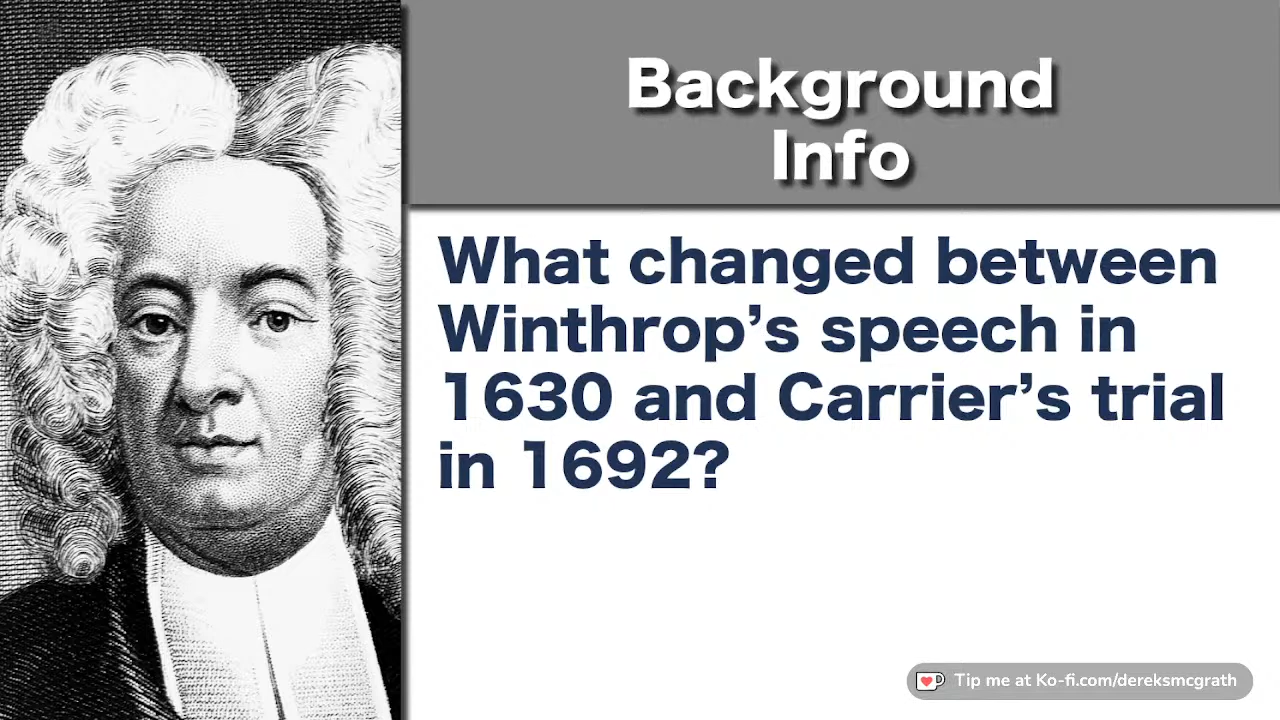 Background
Info
What changed between
Winthrop’s speech in
1630 and Carrier’s trial
in 1692?
Tip me at Ko-fi.com/dereksmcgrath